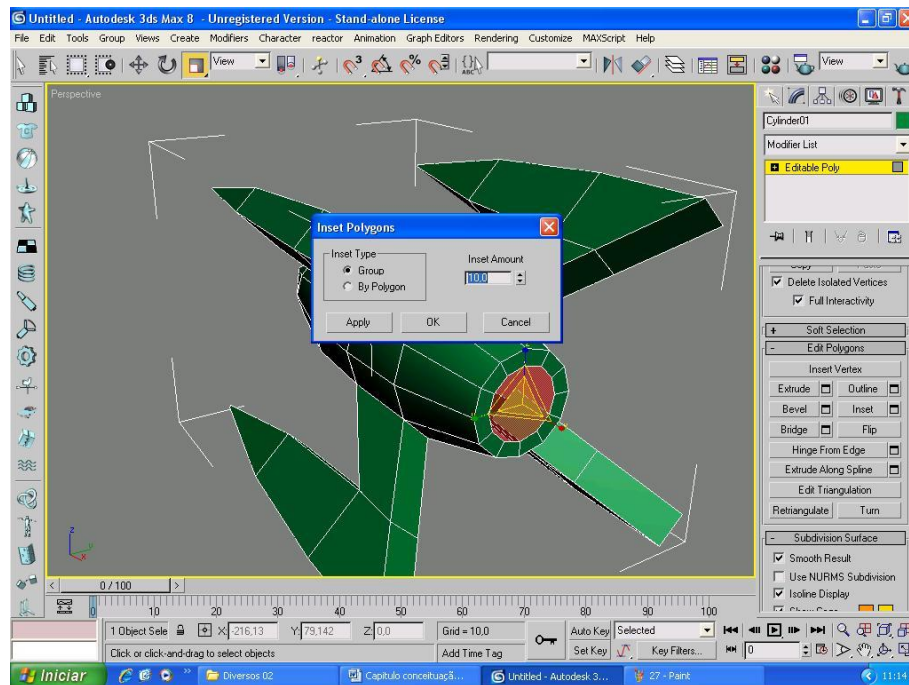 Untitled - Autodesk 3ds Max 8 - Unregistered Version - Stand-alone License
File Edit Tools Group Views Create Modifiers Character reactor Animation Graph Editors Rendering Customize MAXScript Help
View
ABC
View
Perspective
Cylinder01
Modifier List
Editable Poly
Inset Polygons
Inset Type
Group
By Polygon
Inset Amount
10,0
Apply OK Cancel
Delete Isolated Vertices
Full Interactivity
+ Soft Selection
- Edit Polygons
Insert Vertex
Extrude Outline
Bevel Inset
Bridge Flip
Hinge From Edge
Extrude Along Spline
Edit Triangulation
Retriangulate Turn
- Subdivision Surface
Smooth Result
Use NURMS Subdivision
Isoline Display
z
y
x
< 0 / 100 >
0 10 20 30 40 50 60 70 80 90 100
1 Object Sele X: -216,13 Y: 79,142 Z: 0,0 Grid = 10,0 Auto Key Selected
Click or click-and-drag to select objects Add Time Tag Set Key Key Filters... 0
Iniciar Diversos 02 Capitulo conceituaçã... Untitled - Autodesk 3... 27 - Paint 11:14